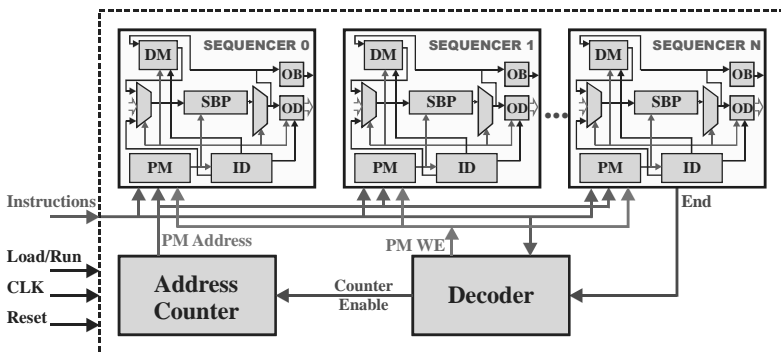 SEQUENCER 0
DM
OB
SBP
OD
PM
ID
SEQUENCER 1
DM
OB
SBP
OD
PM
ID
SEQUENCER N
DM
OB
SBP
OD
PM
ID
Instructions
End
PM Address
PM WE
Load/Run
CLK
Reset
Address
Counter
Counter
Enable
Decoder